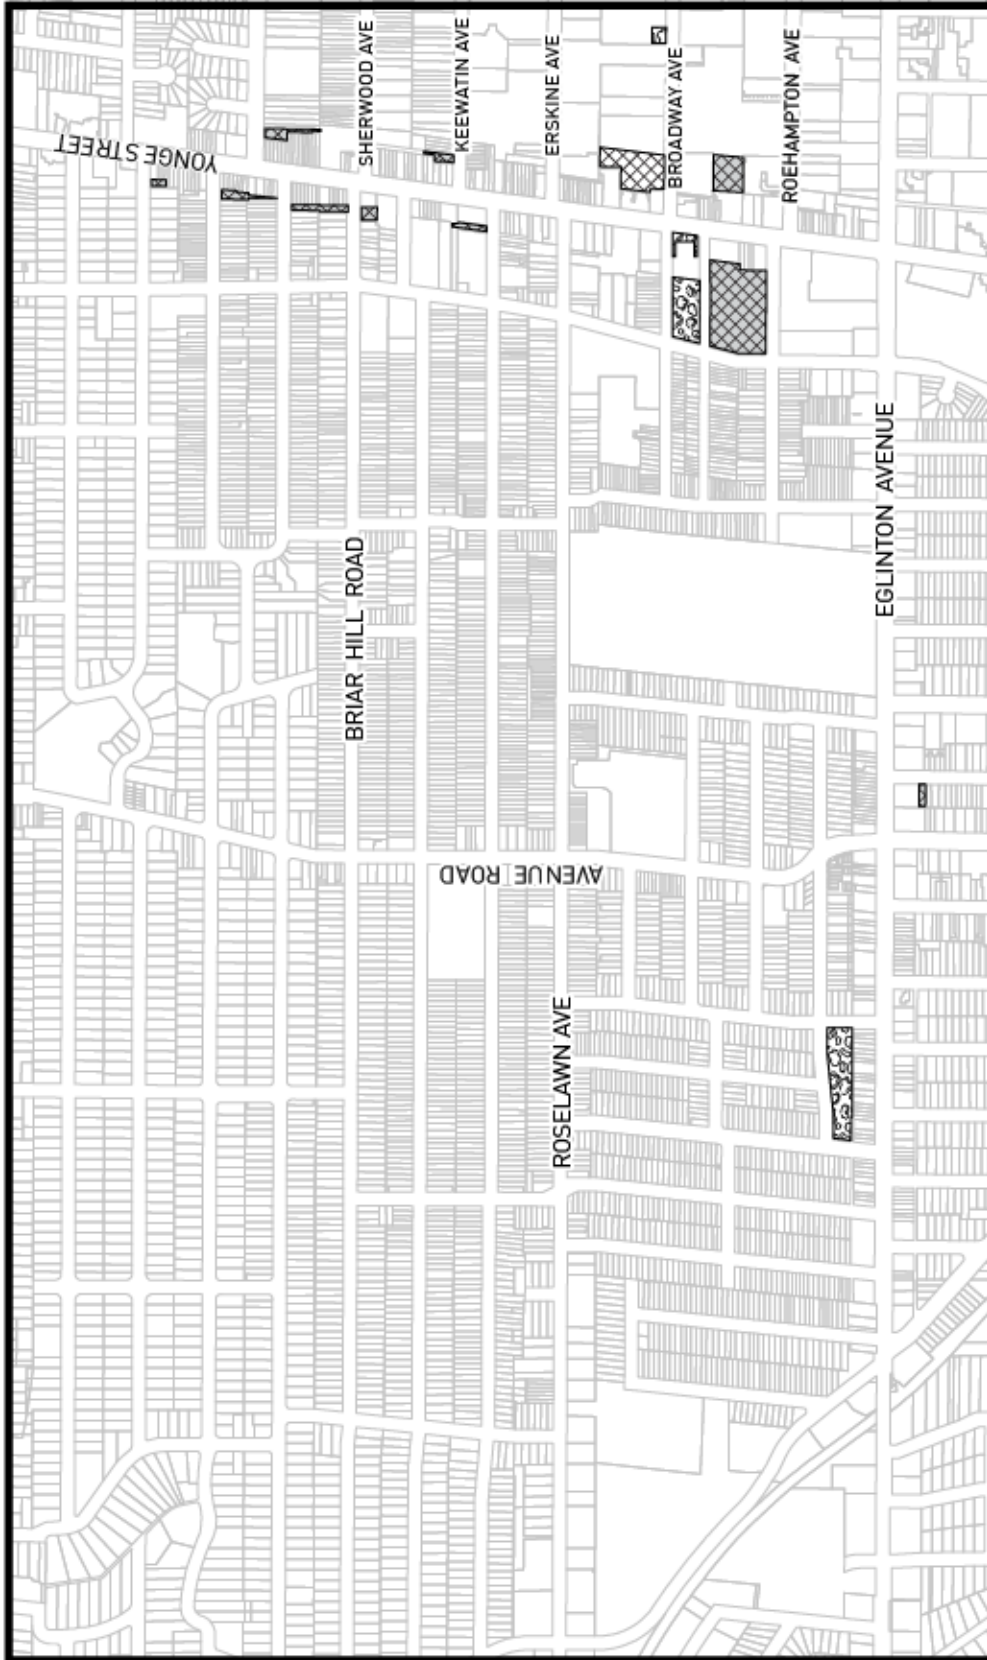 YONGE STREET
SHERWOOD AVE
KEEWATIN AVE
ERSKINE AVE
BROADWAY AVE
ROEHAMPTON AVE
BRIAR HILL ROAD
EGLINTON AVENUE
AVENUE ROAD
ROSELAWN AVE